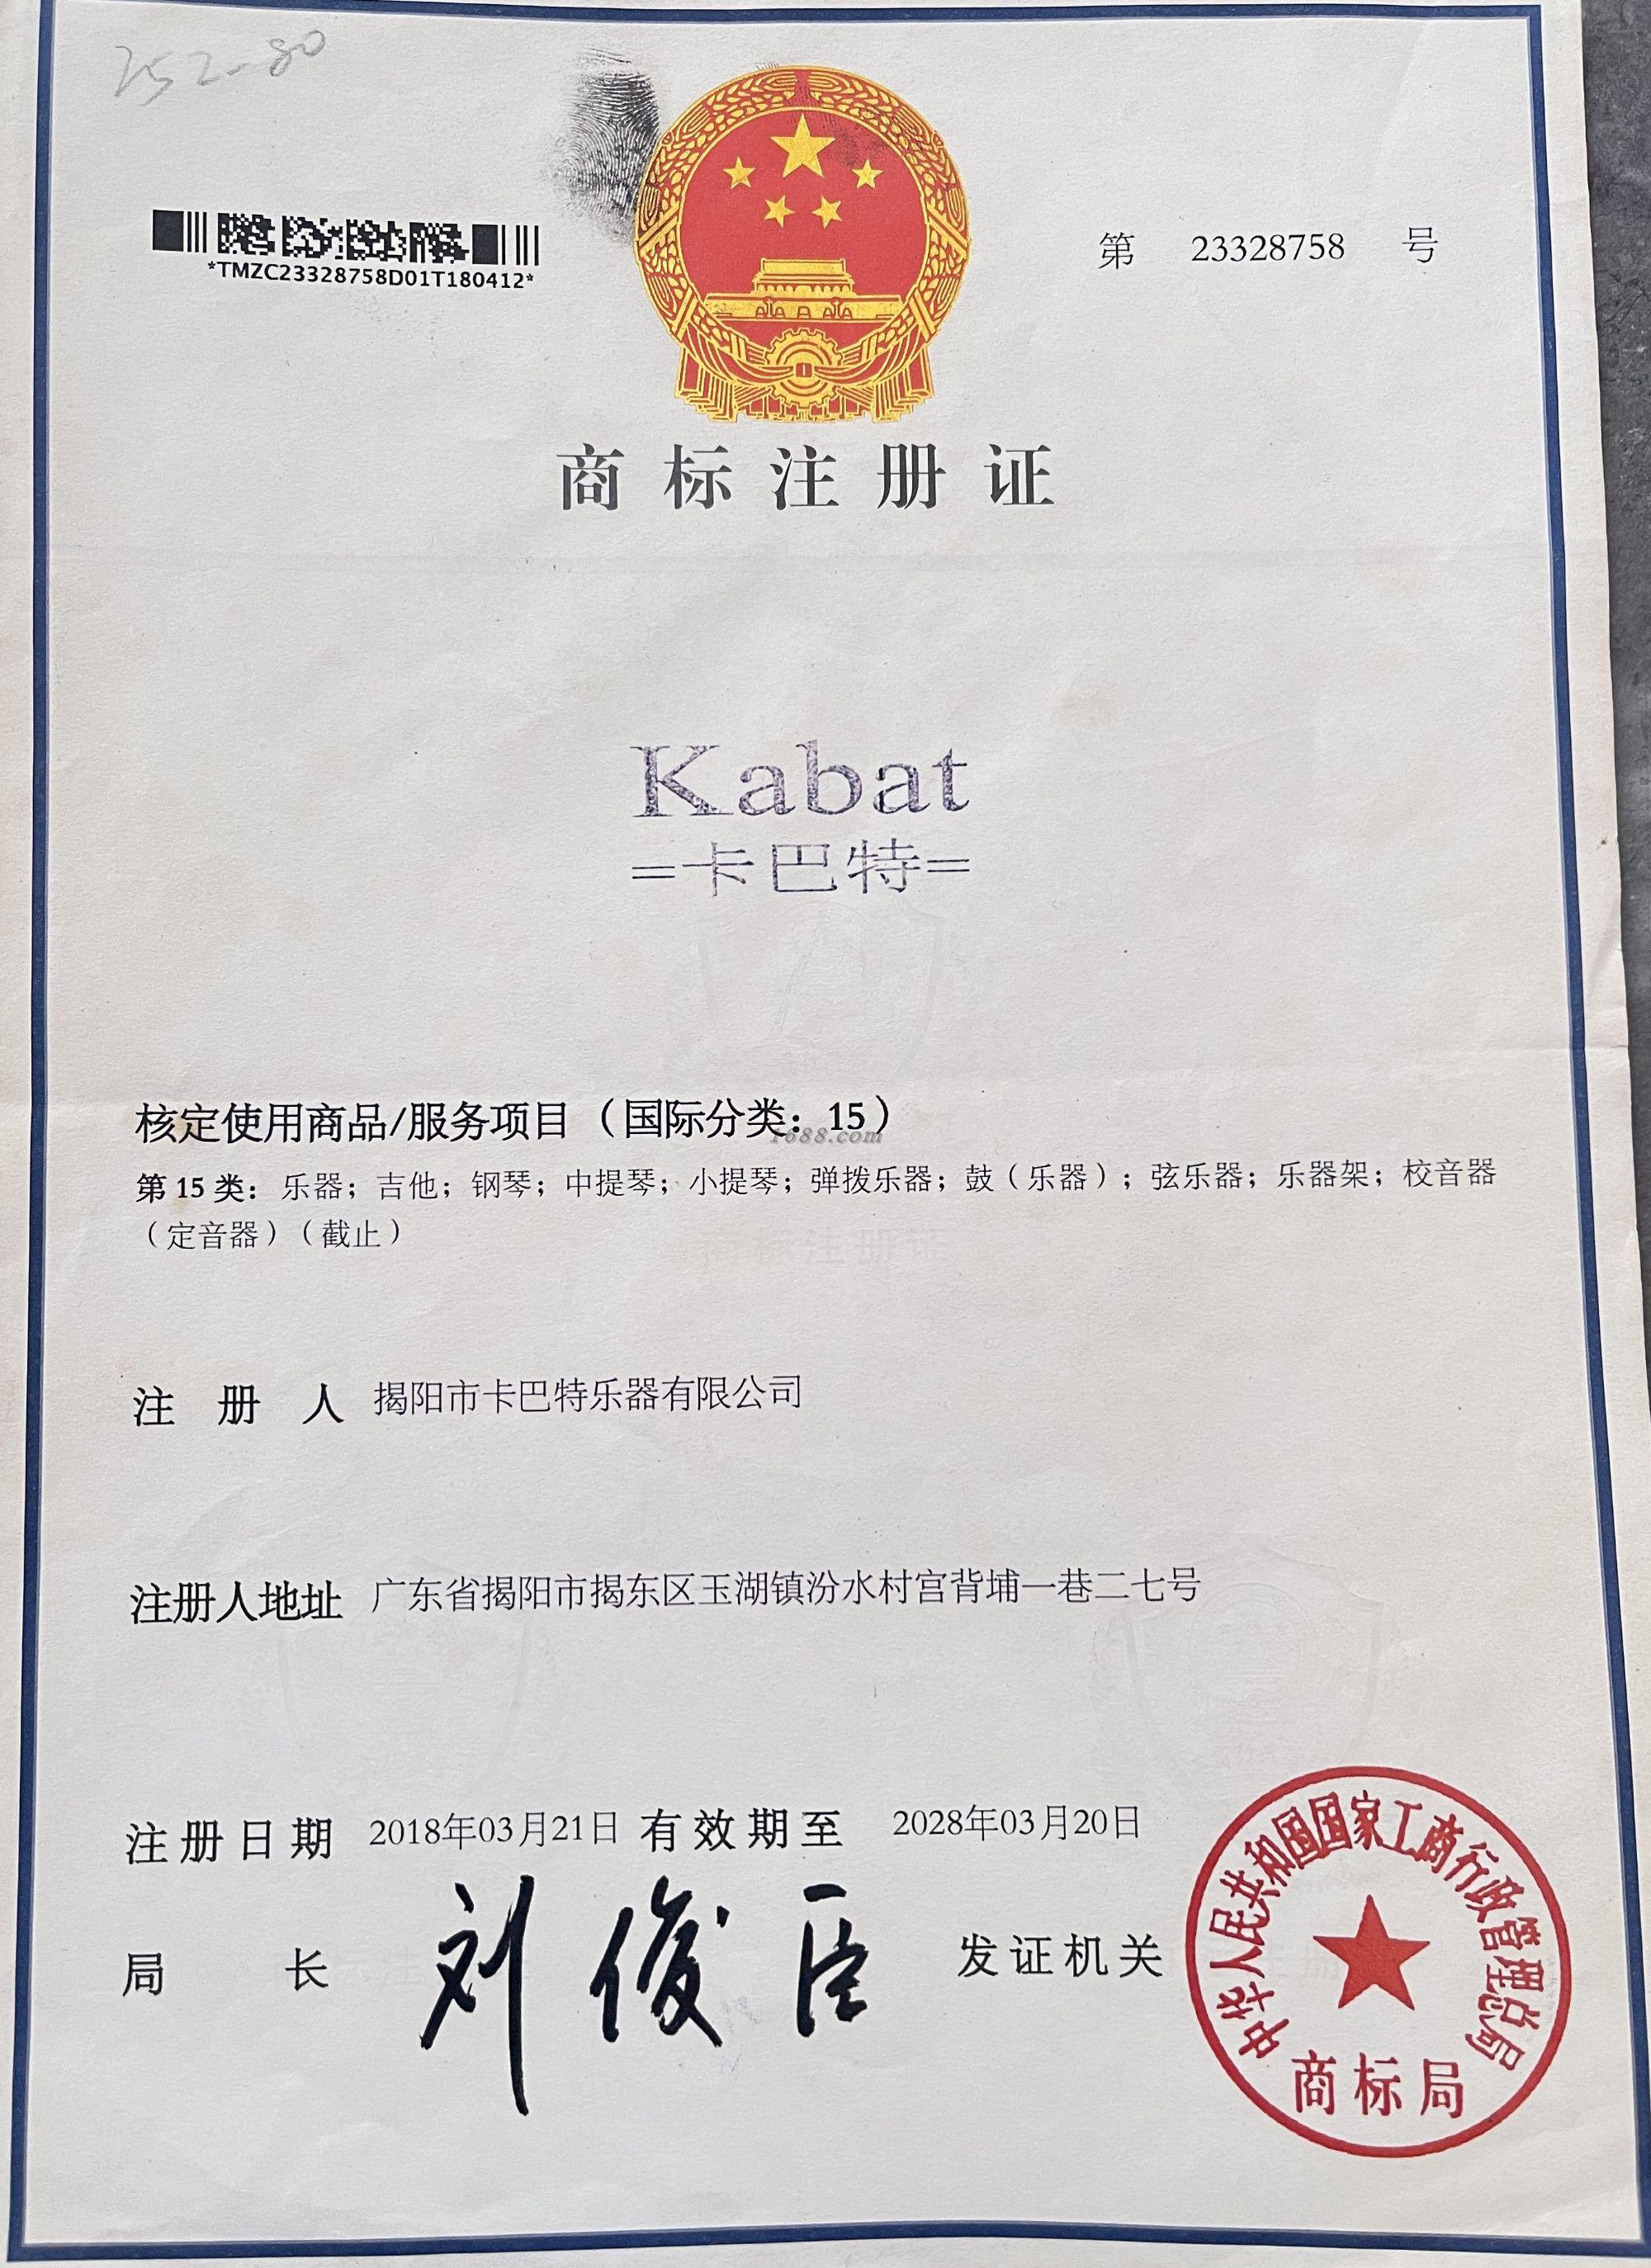 252-80
*TMZC23328758D01T180412*
第 23328758 号
商标注册证
Kabat
=卡巴特=
核定使用商品/服务项目（国际分类：15）
1688.com
第 15 类：乐器；吉他；钢琴；中提琴；小提琴；弹拨乐器；鼓（乐器）；弦乐器；乐器架；校音器
（定音器）（截止）
注册人 揭阳市卡巴特乐器有限公司
注册人地址 广东省揭阳市揭东区玉湖镇汾水村宫背埔一巷二七号
注册日期 2018年03月21日 有效期至 2028年03月20日
局长 刘俊臣 发证机关
中华人民共和国国家工商行政管理总局
商标局